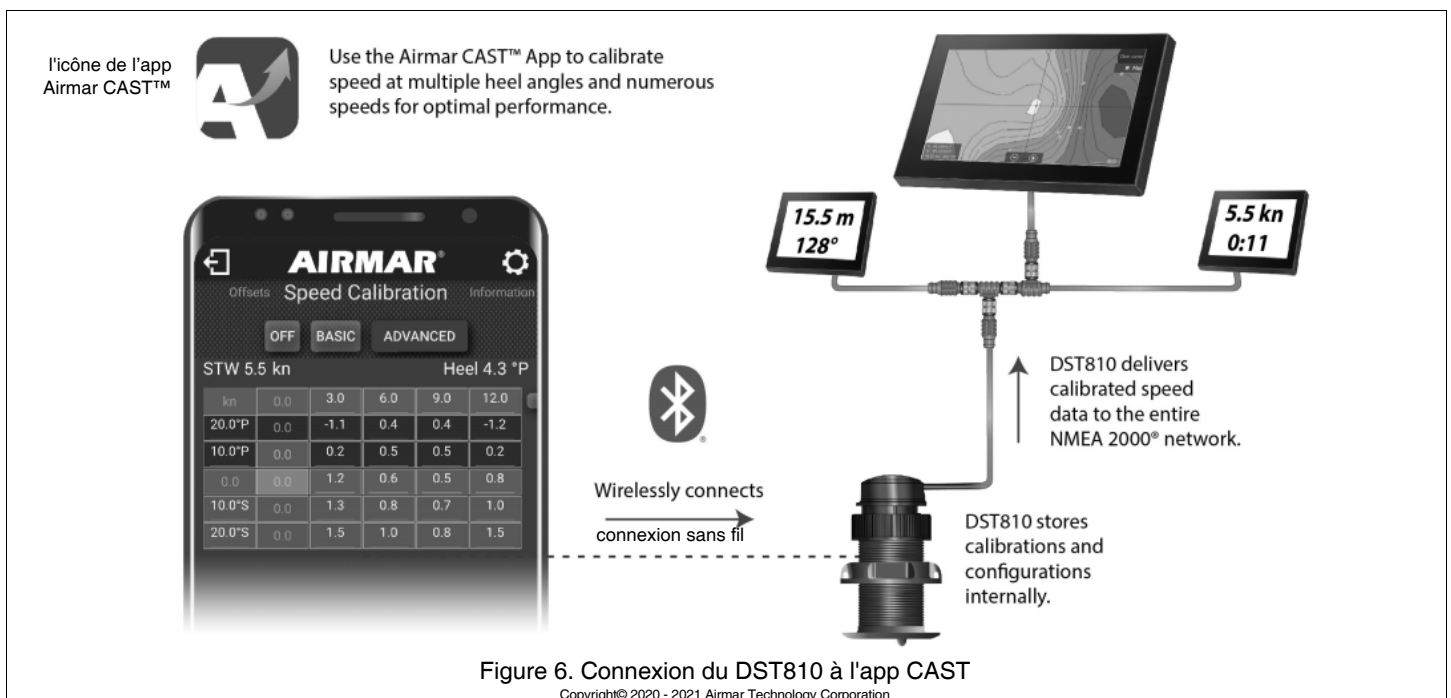 l'icône de l'app
Airmar CAST™
Use the Airmar CAST™ App to calibrate
speed at multiple heel angles and numerous
speeds for optimal performance.
AIRMAR®
Offsets Speed Calibration Information
OFF BASIC ADVANCED
STW 5.5 kn Heel 4.3 °P
kn 0.0 3.0 6.0 9.0 12.0
20.0°P 0.0 -1.1 0.4 0.4 -1.2
10.0°P 0.0 0.2 0.5 0.5 0.2
0.0 0.0 1.2 0.6 0.5 0.8
10.0°S 0.0 1.3 0.8 0.7 1.0
20.0°S 0.0 1.5 1.0 0.8 1.5
15.5 m
128°
5.5 kn
0:11
Wirelessly connects
connexion sans fil
DST810 delivers
calibrated speed
data to the entire
NMEA 2000® network.
DST810 stores
calibrations and
configurations
internally.
Figure 6. Connexion du DST810 à l'app CAST
Copyright© 2020 - 2021 Airmar Technology Corporation